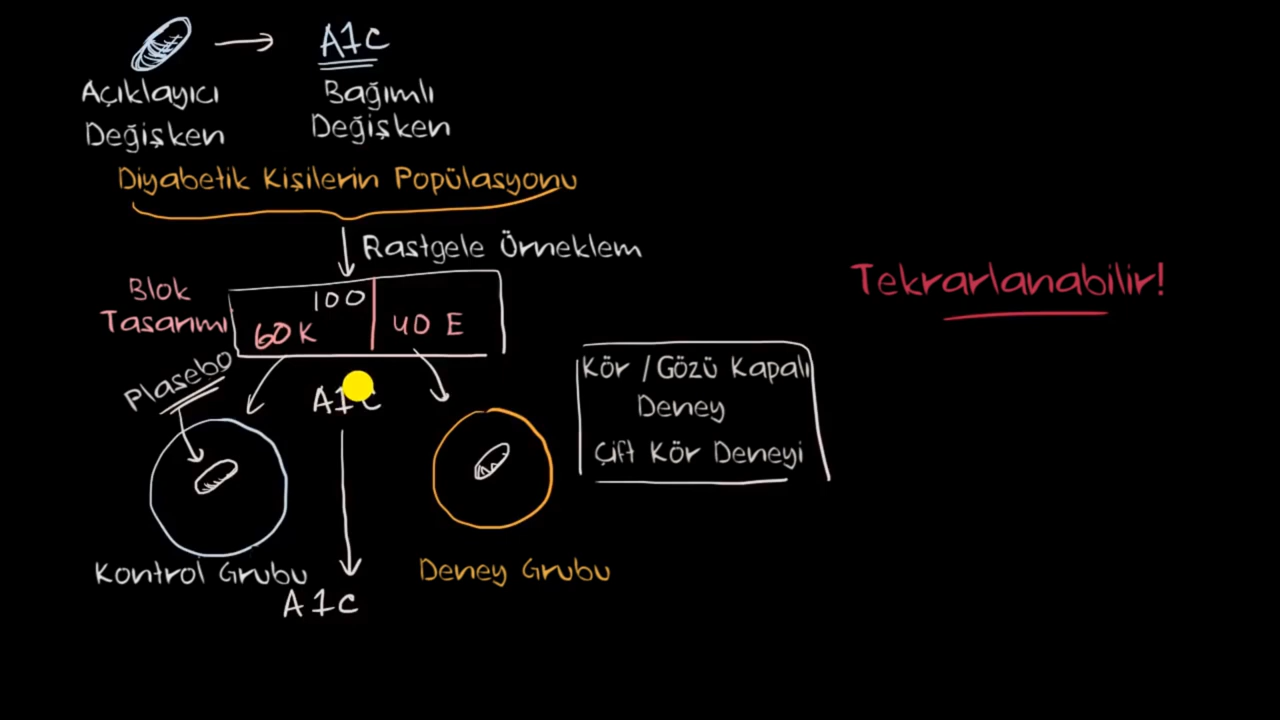 A1C
Açıklayıcı
Değişken
Bağımlı
Değişken
Diyabetik Kişilerin Popülasyonu
Rastgele Örneklem
Blok
Tasarımı
100
60 K
40 E
Tekrarlanabilir!
Plasebo
A1C
Kör / Gözü Kapalı
Deney
Çift Kör Deneyi
Kontrol Grubu
Deney Grubu
A1C